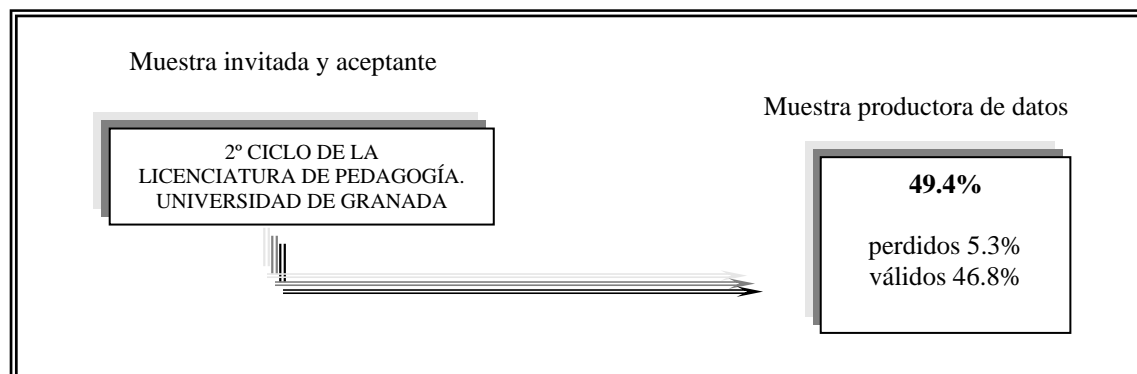 Muestra invitada y aceptante
2º CICLO DE LA
LICENCIATURA DE PEDAGOGÍA.
UNIVERSIDAD DE GRANADA
Muestra productora de datos
49.4%
perdidos 5.3%
válidos 46.8%